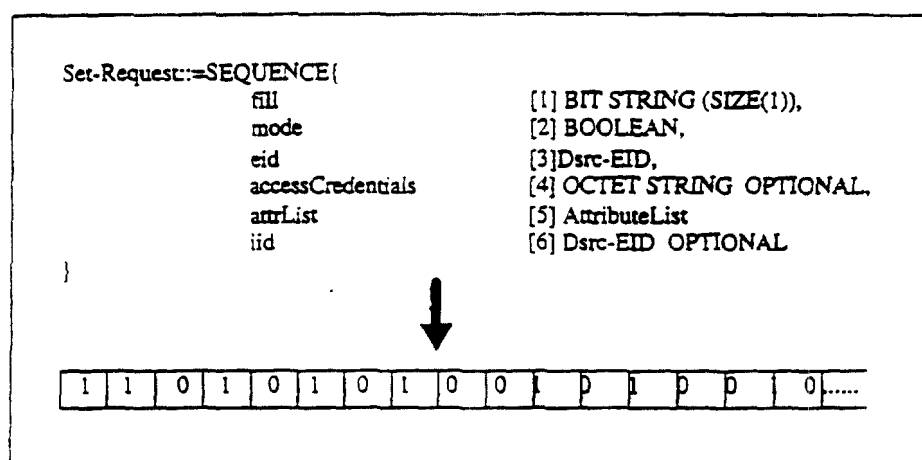 Set-Request::=SEQUENCE{
fill [1] BIT STRING (SIZE(1)),
mode [2] BOOLEAN,
eid [3]Dsrc-EID,
accessCredentials [4] OCTET STRING OPTIONAL,
attrList [5] AttributeList
iid [6] Dsrc-EID OPTIONAL
}
1 1 0 1 0 1 0 1 0 0 1 0 1 0 0 0......